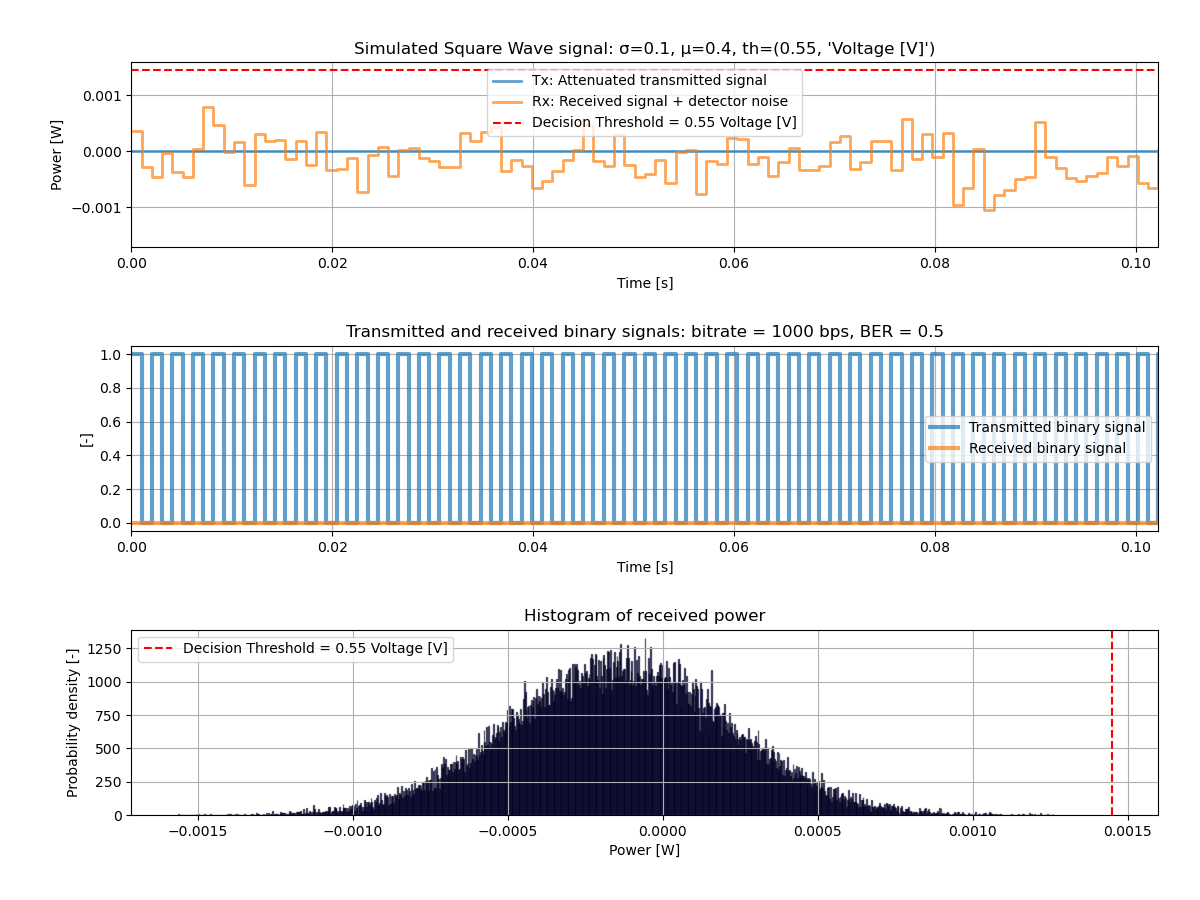 Simulated Square Wave signal: σ=0.1, μ=0.4, th=(0.55, 'Voltage [V]')
Tx: Attenuated transmitted signal
Rx: Received signal + detector noise
Decision Threshold = 0.55 Voltage [V]
Power [W]
0.001
0.000
−0.001
0.00 0.02 0.04 0.06 0.08 0.10
Time [s]
Transmitted and received binary signals: bitrate = 1000 bps, BER = 0.5
[-]
1.0
0.8
0.6
0.4
0.2
0.0
Transmitted binary signal
Received binary signal
0.00 0.02 0.04 0.06 0.08 0.10
Time [s]
Histogram of received power
Decision Threshold = 0.55 Voltage [V]
Probability density [-]
1250
1000
750
500
250
0
−0.0015 −0.0010 −0.0005 0.0000 0.0005 0.0010 0.0015
Power [W]